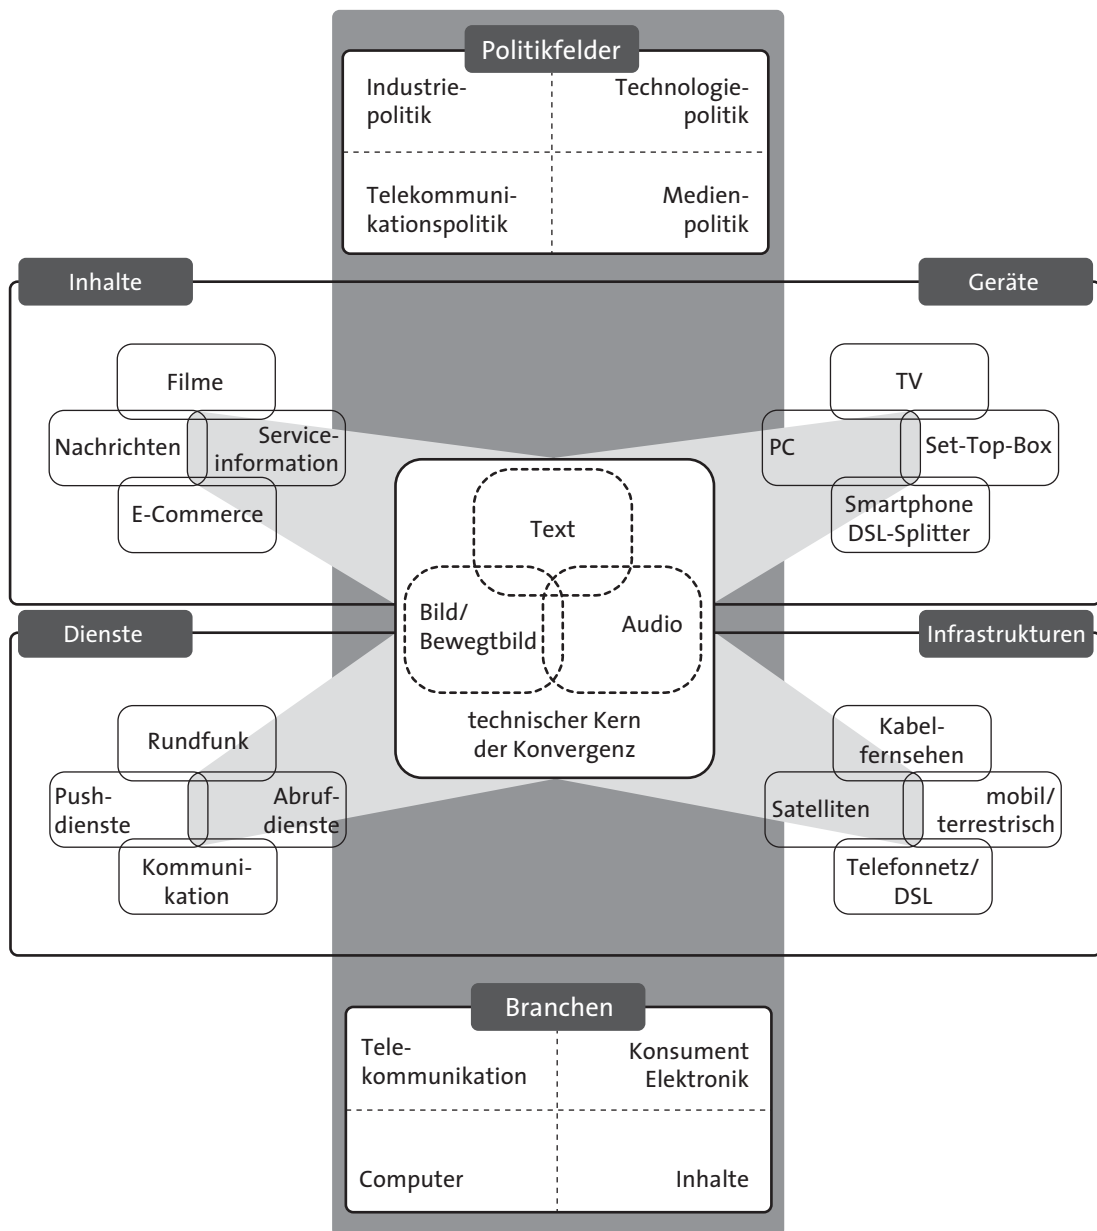 Politikfelder
Industrie-
politik
Technologie-
politik
Telekommuni-
kationspolitik
Medien-
politik
Inhalte
Geräte
Filme
Nachrichten
Service-
information
E-Commerce
TV
PC
Set-Top-Box
Smartphone
DSL-Splitter
Text
Bild/
Bewegtbild
Audio
technischer Kern
der Konvergenz
Dienste
Infrastrukturen
Rundfunk
Push-
dienste
Abruf-
dienste
Kommuni-
kation
Kabel-
fernsehen
Satelliten
mobil/
terrestrisch
Telefonnetz/
DSL
Branchen
Tele-
kommunikation
Konsument
Elektronik
Computer
Inhalte